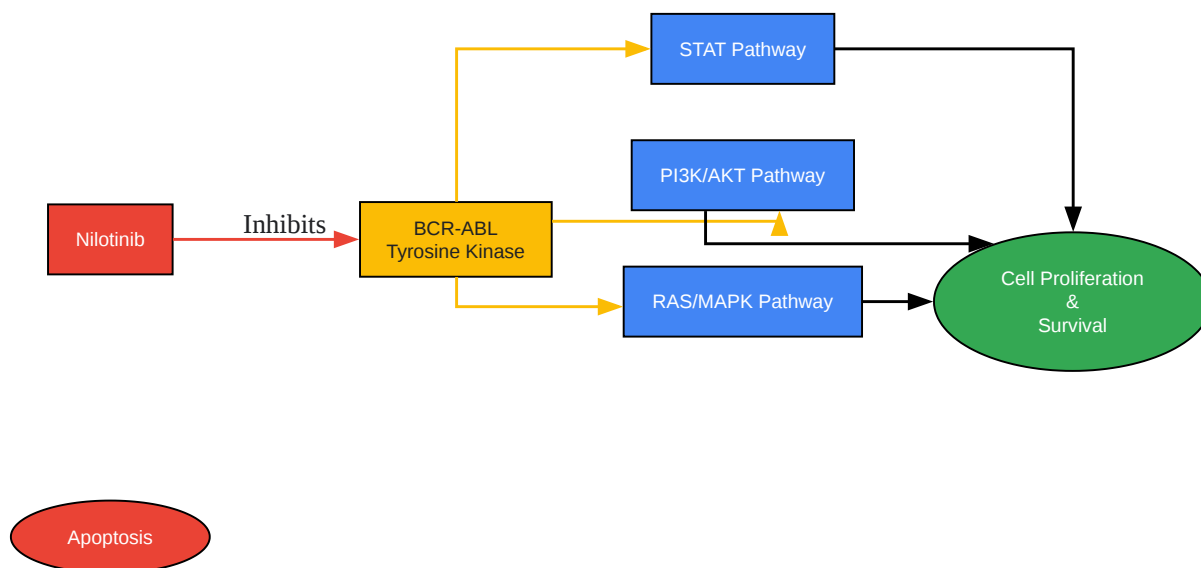 STAT Pathway
PI3K/AKT Pathway
Nilotinib
Inhibits
BCR-ABL
Tyrosine Kinase
RAS/MAPK Pathway
Cell Proliferation
&
Survival
Apoptosis